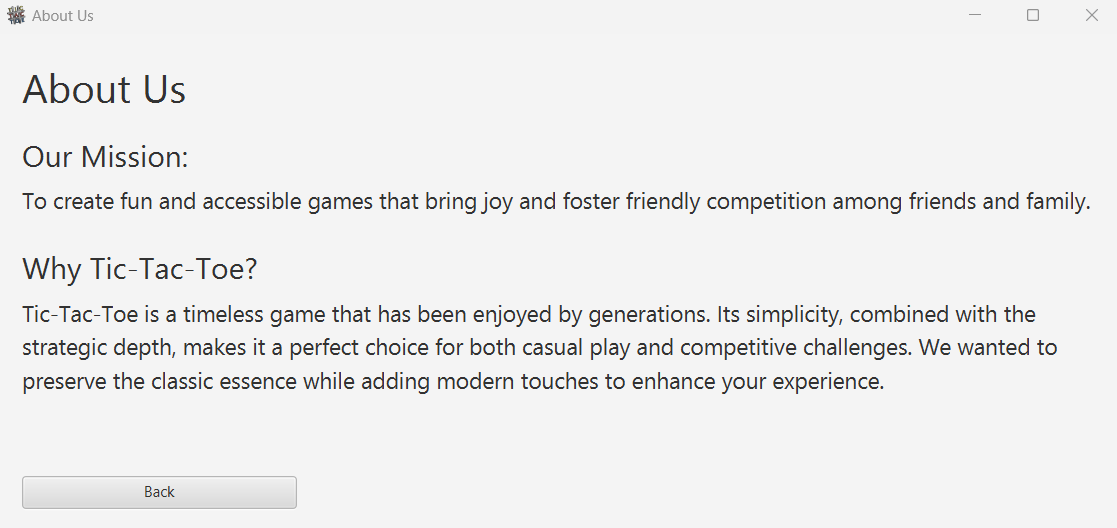 About Us
About Us
Our Mission:
To create fun and accessible games that bring joy and foster friendly competition among friends and family.
Why Tic-Tac-Toe?
Tic-Tac-Toe is a timeless game that has been enjoyed by generations. Its simplicity, combined with the
strategic depth, makes it a perfect choice for both casual play and competitive challenges. We wanted to
preserve the classic essence while adding modern touches to enhance your experience.
Back